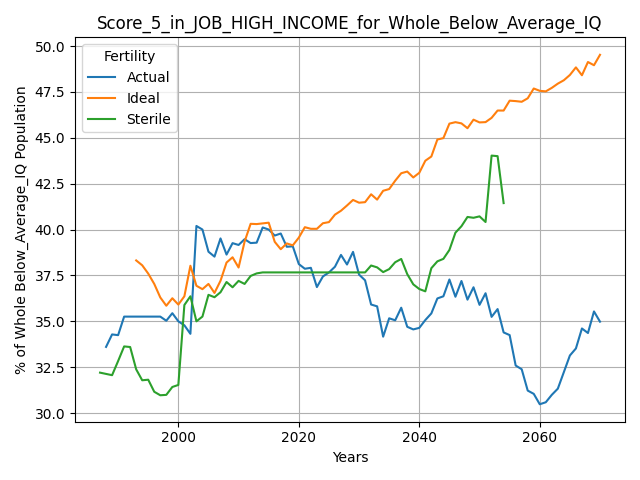 Score_5_in_JOB_HIGH_INCOME_for_Whole_Below_Average_IQ
Fertility
Actual
Ideal
Sterile
% of Whole Below_Average_IQ Population
50.0
47.5
45.0
42.5
40.0
37.5
35.0
32.5
30.0
2000
2020
2040
2060
Years